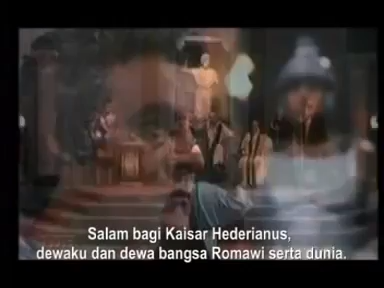 Salam bagi Kaisar Hederianus,
dewaku dan dewa bangsa Romawi serta dunia.